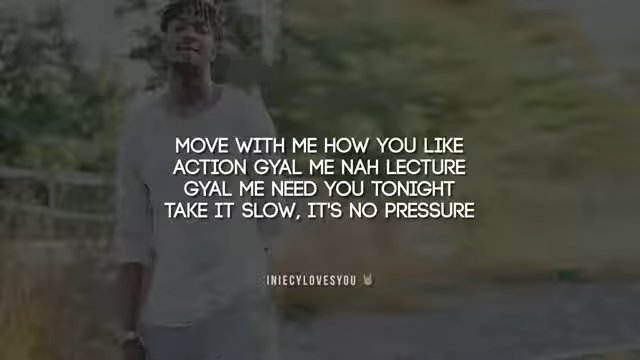 MOVE WITH ME HOW YOU LIKE
ACTION GYAL ME NAH LECTURE
GYAL ME NEED YOU TONIGHT
TAKE IT SLOW, IT'S NO PRESSURE
INIECYLOVESYOU 🤘